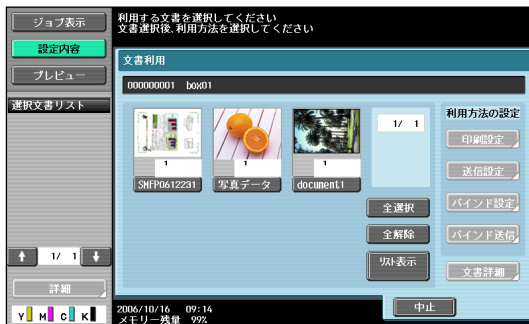 ジョブ表示
設定内容
プレビュー
選択文書リスト
1/ 1
詳細
Y M C K
利用する文書を選択してください
文書選択後、利用方法を選択してください
文書利用
000000001 box01
1
SMFP0612231
1
写真データ
1
document1
1/ 1
全選択
全解除
リスト表示
利用方法の設定
印刷設定
送信設定
バインド設定
バインド送信
文書詳細
中止
2006/10/16 09:14
メモリー残量 99%